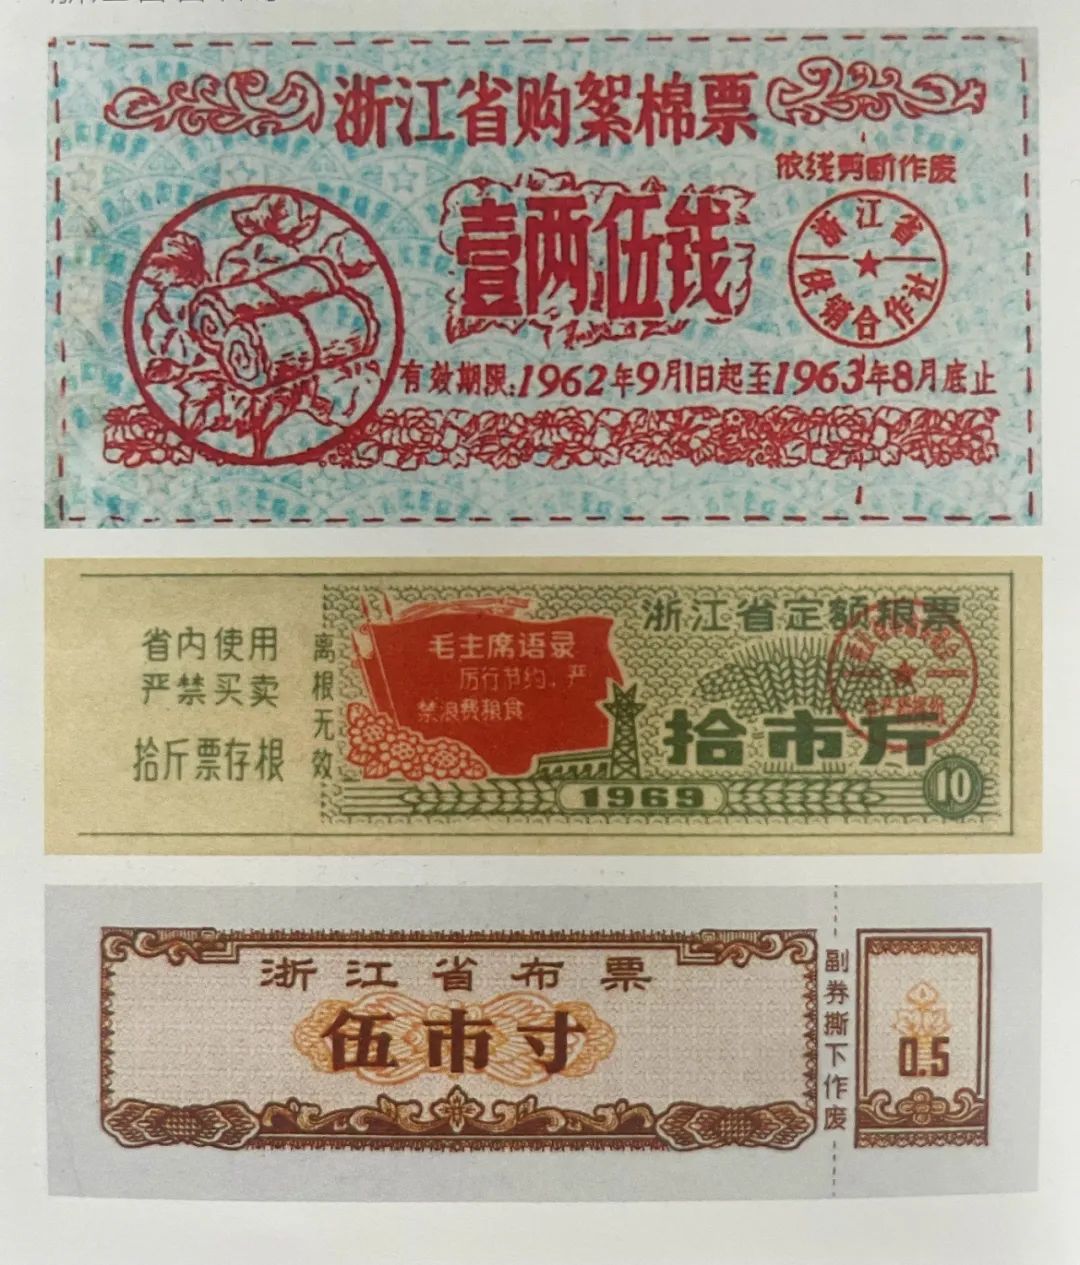 浙江省购絮棉票
依线剪断作废
壹两伍钱
浙江省
供销合作社
有效期限:1962年9月1日起至1963年8月底止
省内使用
严禁买卖
拾斤票存根
离根无效
毛主席语录
厉行节约，严
禁浪费粮食
浙江省定额粮票
拾市斤
1969
10
浙江省布票
伍市寸
副券撕下作废
0.5